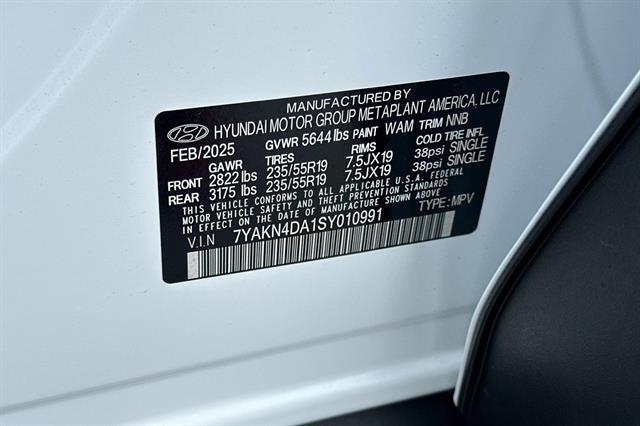 MANUFACTURED BY
HYUNDAI MOTOR GROUP METAPLANT AMERICA, LLC
FEB/2025 GVWR 5644 lbs PAINT WAM TRIM NNB
GAWR TIRES RIMS COLD TIRE INFL
FRONT 2822 lbs 235/55R19 7.5JX19 38psi SINGLE
REAR 3175 lbs 235/55R19 7.5JX19 38psi SINGLE
THIS VEHICLE CONFORMS TO ALL APPLICABLE U.S.A. FEDERAL
MOTOR VEHICLE SAFETY, AND THEFT PREVENTION STANDARDS
IN EFFECT ON THE DATE OF MANUFACTURE SHOWN ABOVE.
V.I.N 7YAKN4DA1SY010991 TYPE: MPV